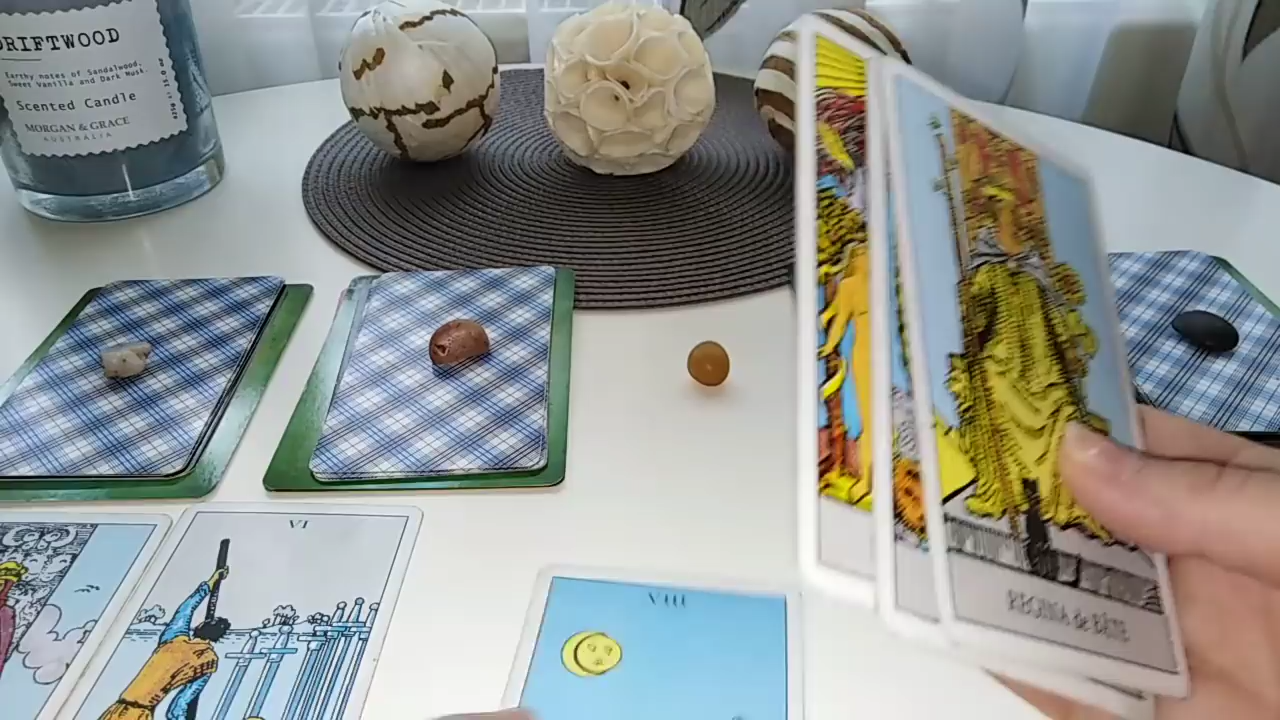 DRIFTWOOD
Earthy notes of Sandalwood,
Sweet Vanilla and Dark Musk.
Scented Candle
MORGAN & GRACE
AUSTRALIA
VI
VIII
REGINA de BÂTE